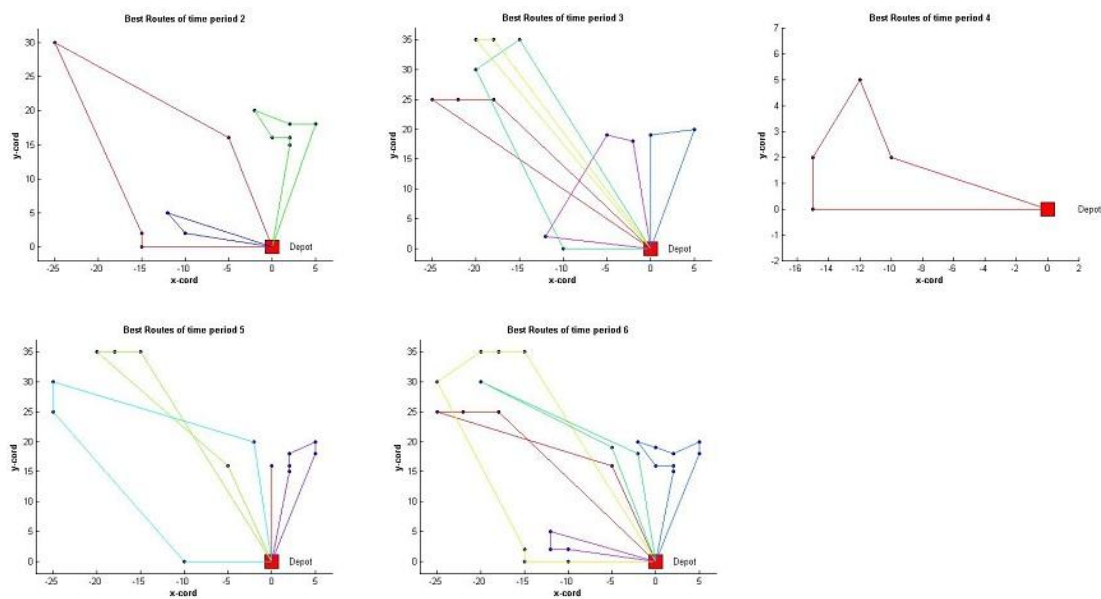 Best Routes of time period 2
30
25
20
15
10
5
0
y-cord
Depot
-25 -20 -15 -10 -5 0 5
x-cord
Best Routes of time period 3
35
30
25
20
15
10
5
0
y-cord
Depot
-25 -20 -15 -10 -5 0 5
x-cord
Best Routes of time period 4
7
6
5
4
3
2
1
0
-1
-2
y-cord
Depot
-16 -14 -12 -10 -8 -6 -4 -2 0 2
x-cord
Best Routes of time period 5
35
30
25
20
15
10
5
0
y-cord
Depot
-25 -20 -15 -10 -5 0 5
x-cord
Best Routes of time period 6
35
30
25
20
15
10
5
0
y-cord
Depot
-25 -20 -15 -10 -5 0 5
x-cord